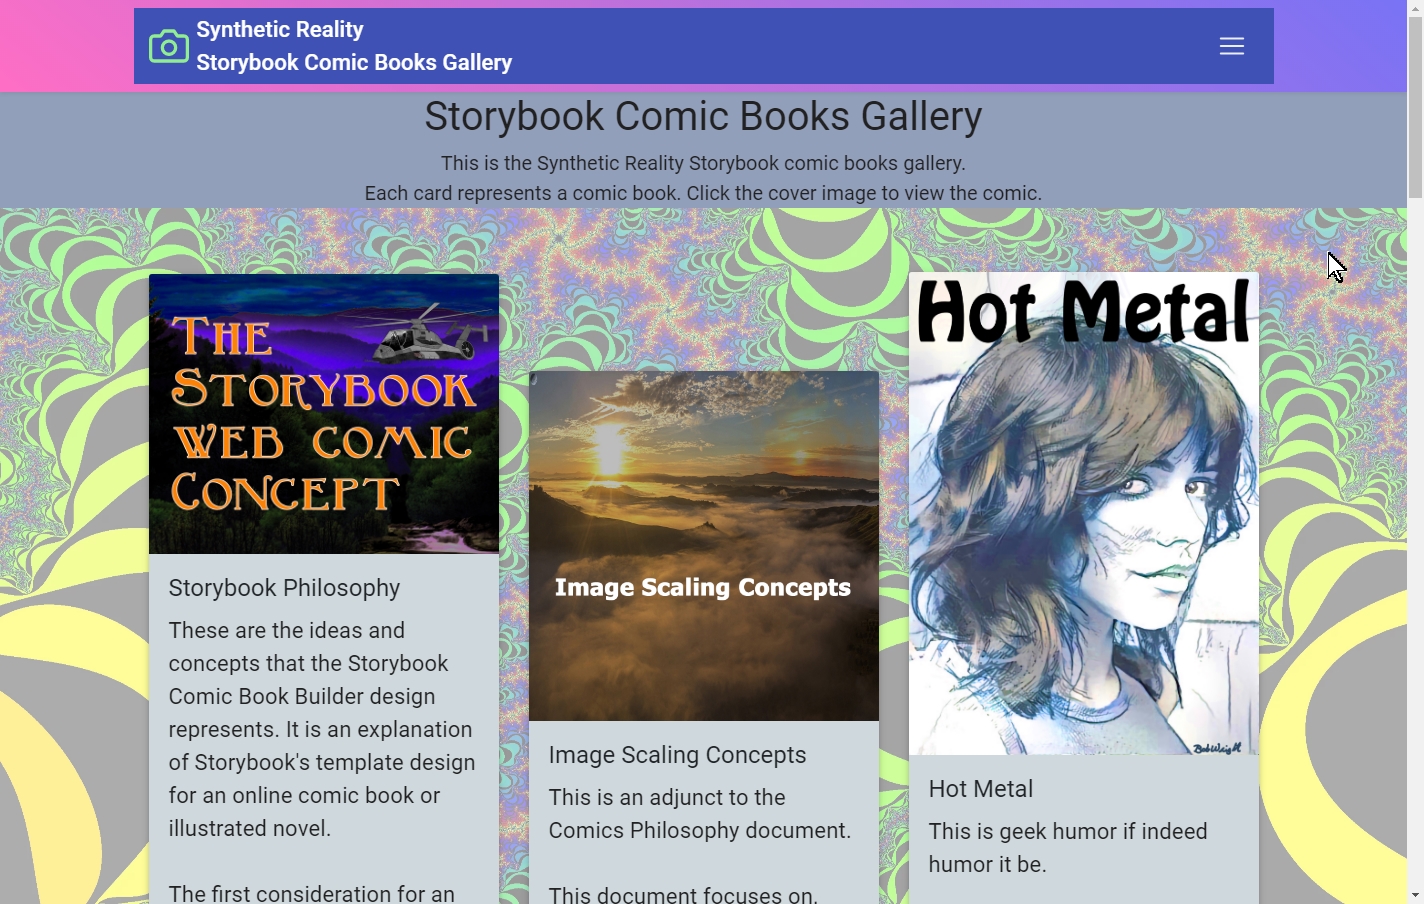 Synthetic Reality
Storybook Comic Books Gallery
Storybook Comic Books Gallery
This is the Synthetic Reality Storybook comic books gallery.
Each card represents a comic book. Click the cover image to view the comic.
The
Storybook
Web Comic
Concept
Storybook Philosophy
These are the ideas and
concepts that the Storybook
Comic Book Builder design
represents. It is an explanation
of Storybook's template design
for an online comic book or
illustrated novel.
The first consideration for an
Image Scaling Concepts
Image Scaling Concepts
This is an adjunct to the
Comics Philosophy document.
This document focuses on,
Hot Metal
Bob Wright
Hot Metal
This is geek humor if indeed
humor it be.